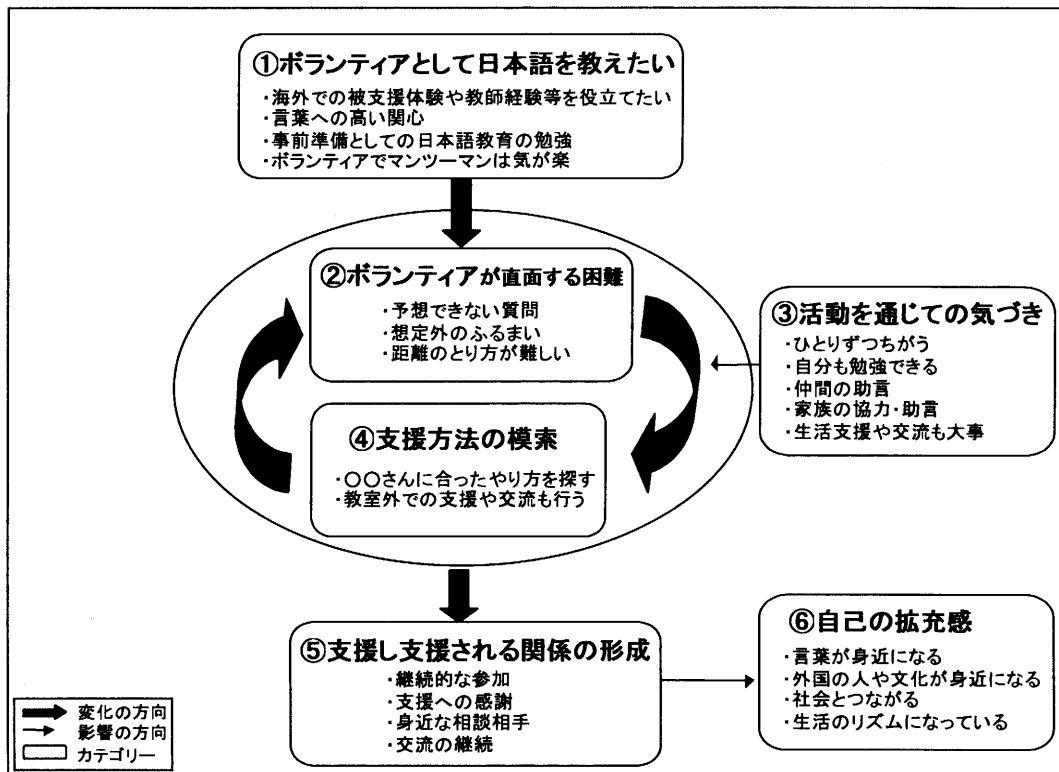 ①ボランティアとして日本語を教えたい
・海外での被支援体験や教師経験等を役立てたい
・言葉への高い関心
・事前準備としての日本語教育の勉強
・ボランティアでマンツーマンは気が楽
②ボランティアが直面する困難
・予想できない質問
・想定外のふるまい
・距離のとり方が難しい
③活動を通じての気づき
・ひとりずつちがう
・自分も勉強できる
・仲間の助言
・家族の協力・助言
・生活支援や交流も大事
④支援方法の模索
・〇〇さんに合ったやり方を探す
・教室外での支援や交流も行う
⑤支援し支援される関係の形成
・継続的な参加
・支援への感謝
・身近な相談相手
・交流の継続
⑥自己の拡充感
・言葉が身近になる
・外国の人や文化が身近になる
・社会とつながる
・生活のリズムになっている
変化の方向
影響の方向
カテゴリー